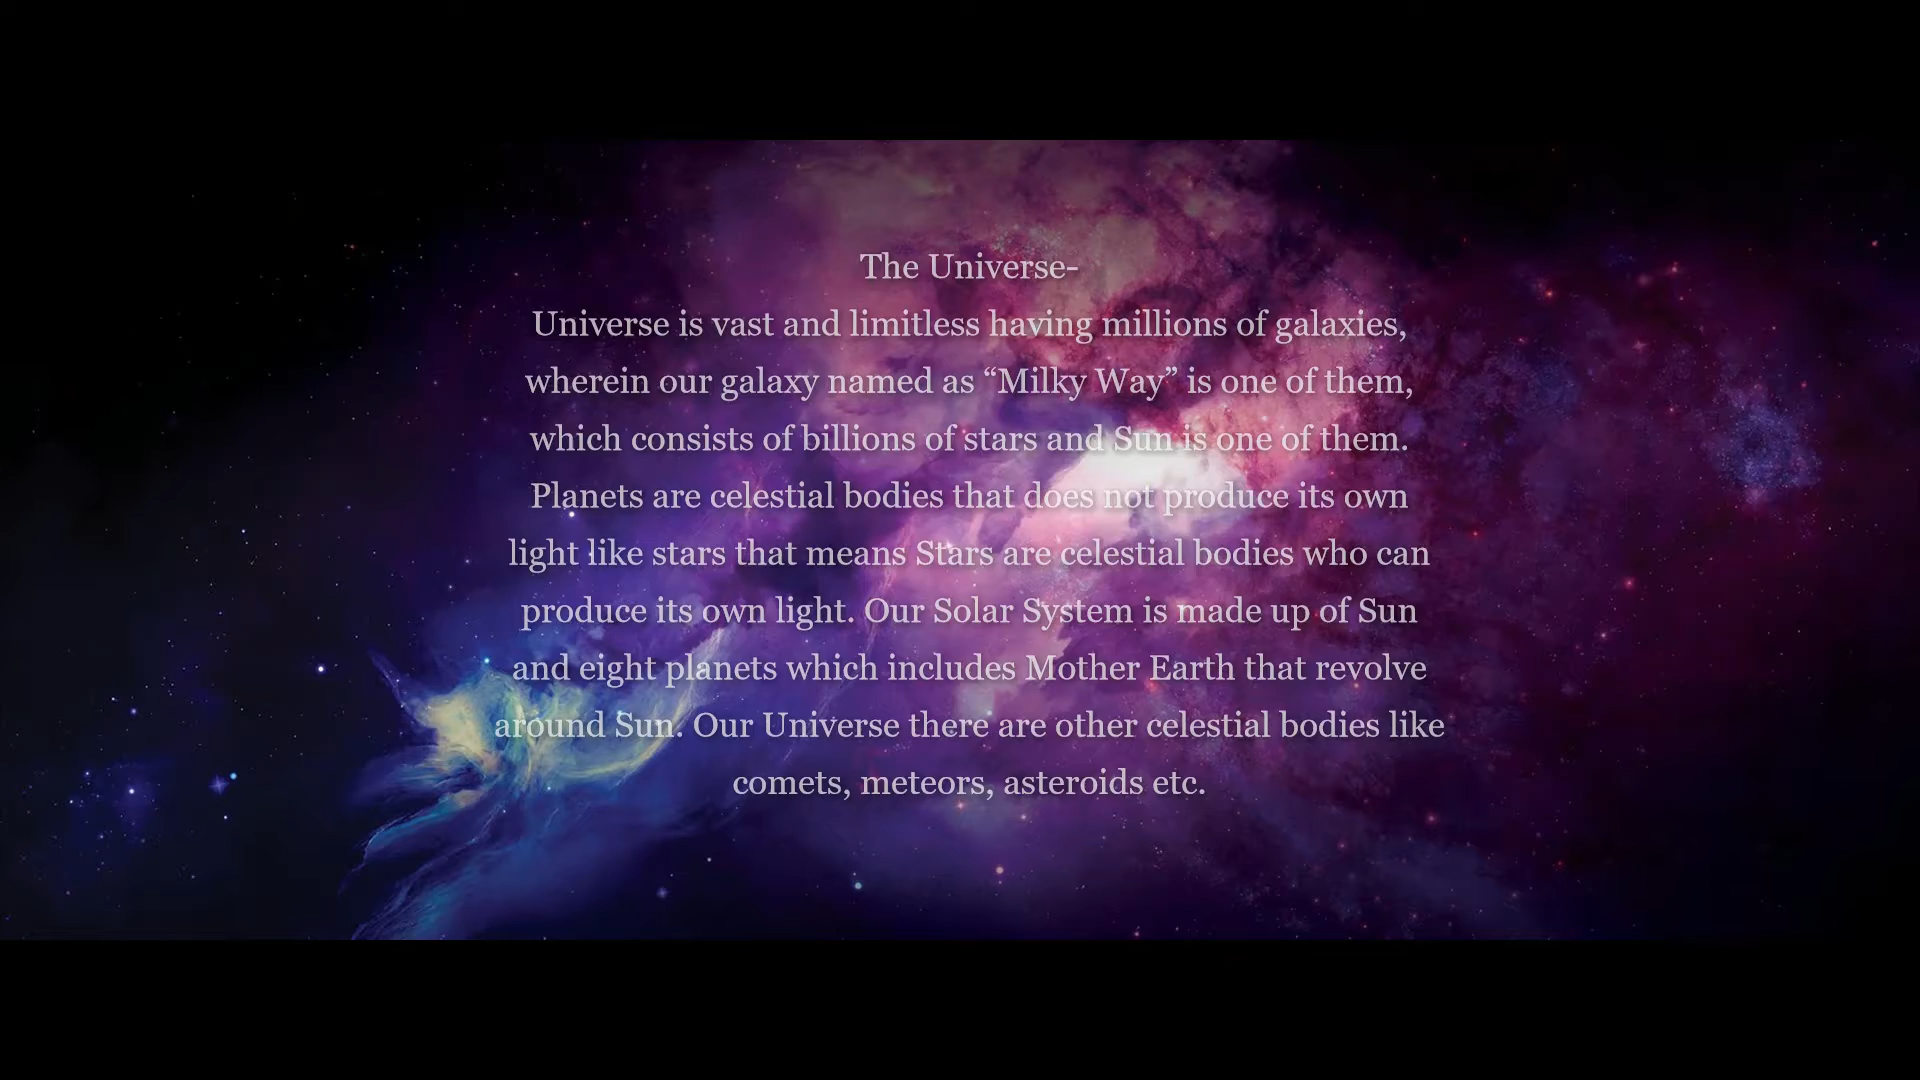 The Universe-
Universe is vast and limitless having millions of galaxies,
wherein our galaxy named as “Milky Way” is one of them,
which consists of billions of stars and Sun is one of them.
Planets are celestial bodies that does not produce its own
light like stars that means Stars are celestial bodies who can
produce its own light. Our Solar System is made up of Sun
and eight planets which includes Mother Earth that revolve
around Sun. Our Universe there are other celestial bodies like
comets, meteors, asteroids etc.